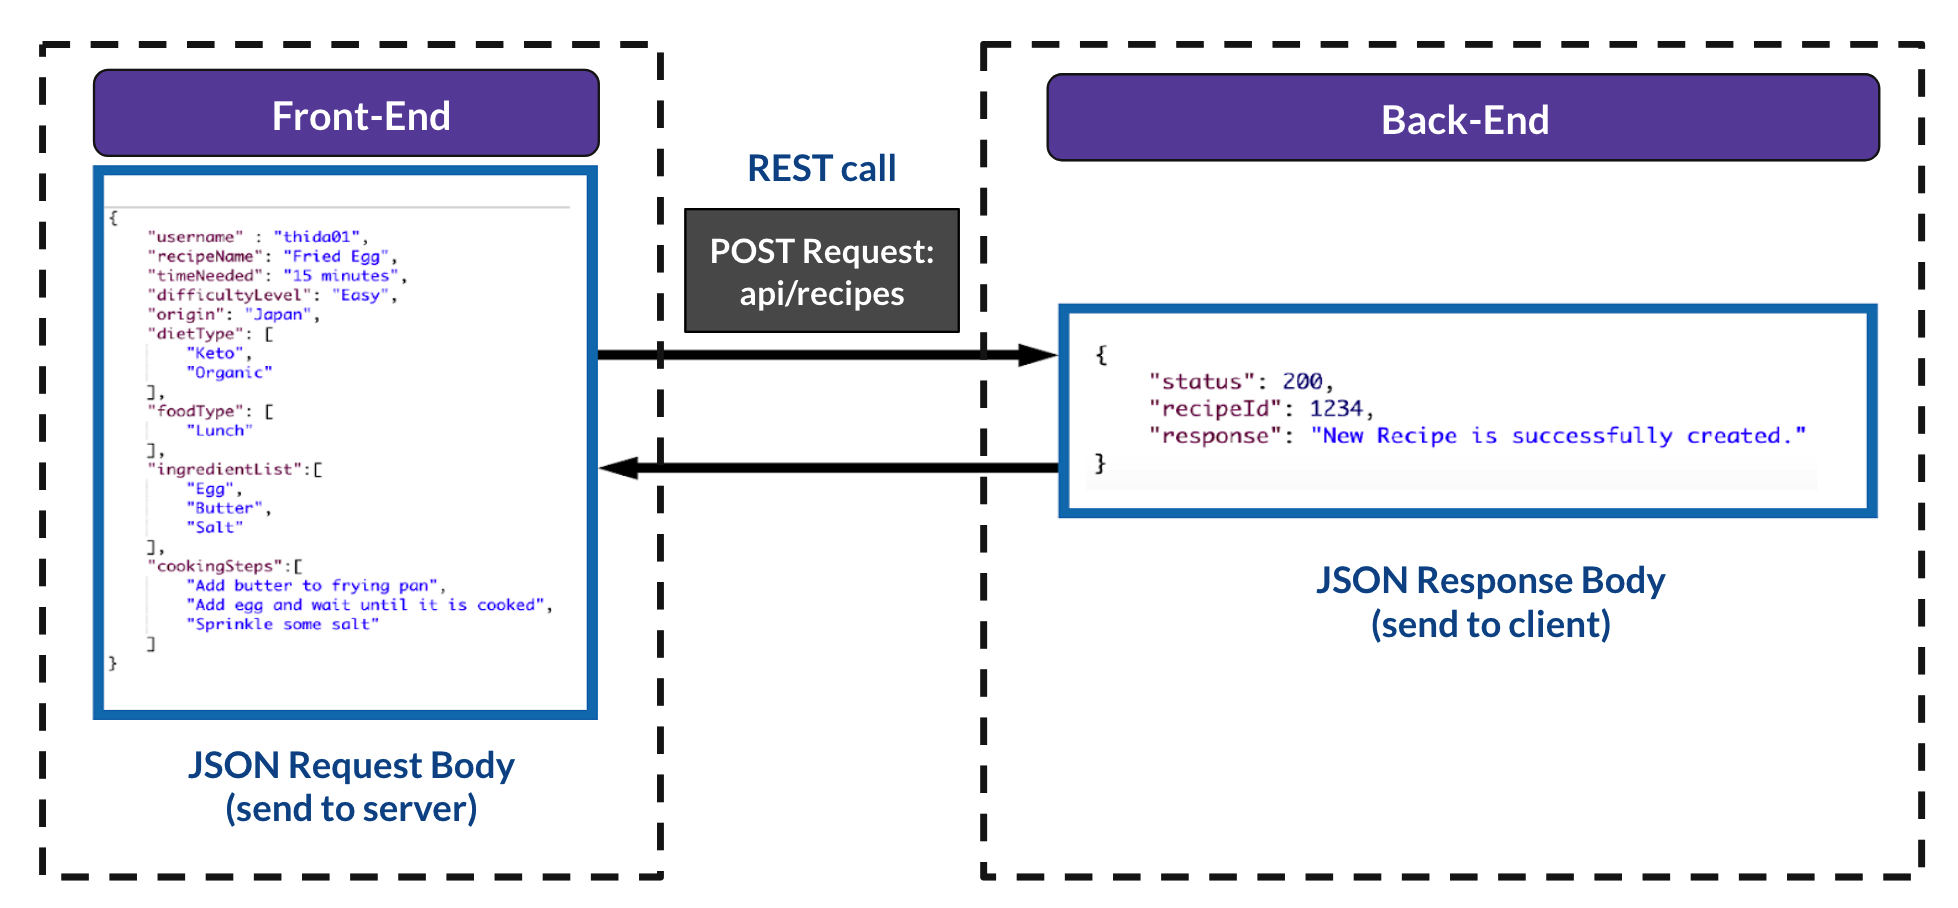 Front-End
{
"username" : "thida01",
"recipeName": "Fried Egg",
"timeNeeded": "15 minutes",
"difficultyLevel": "Easy",
"origin": "Japan",
"dietType": [
"Keto",
"Organic"
],
"foodType": [
"Lunch"
],
"ingredientList":[
"Egg",
"Butter",
"Salt"
],
"cookingSteps":[
"Add butter to frying pan",
"Add egg and wait until it is cooked",
"Sprinkle some salt"
]
}
JSON Request Body
(send to server)
REST call
POST Request:
api/recipes
Back-End
{
"status": 200,
"recipeId": 1234,
"response": "New Recipe is successfully created."
}
JSON Response Body
(send to client)